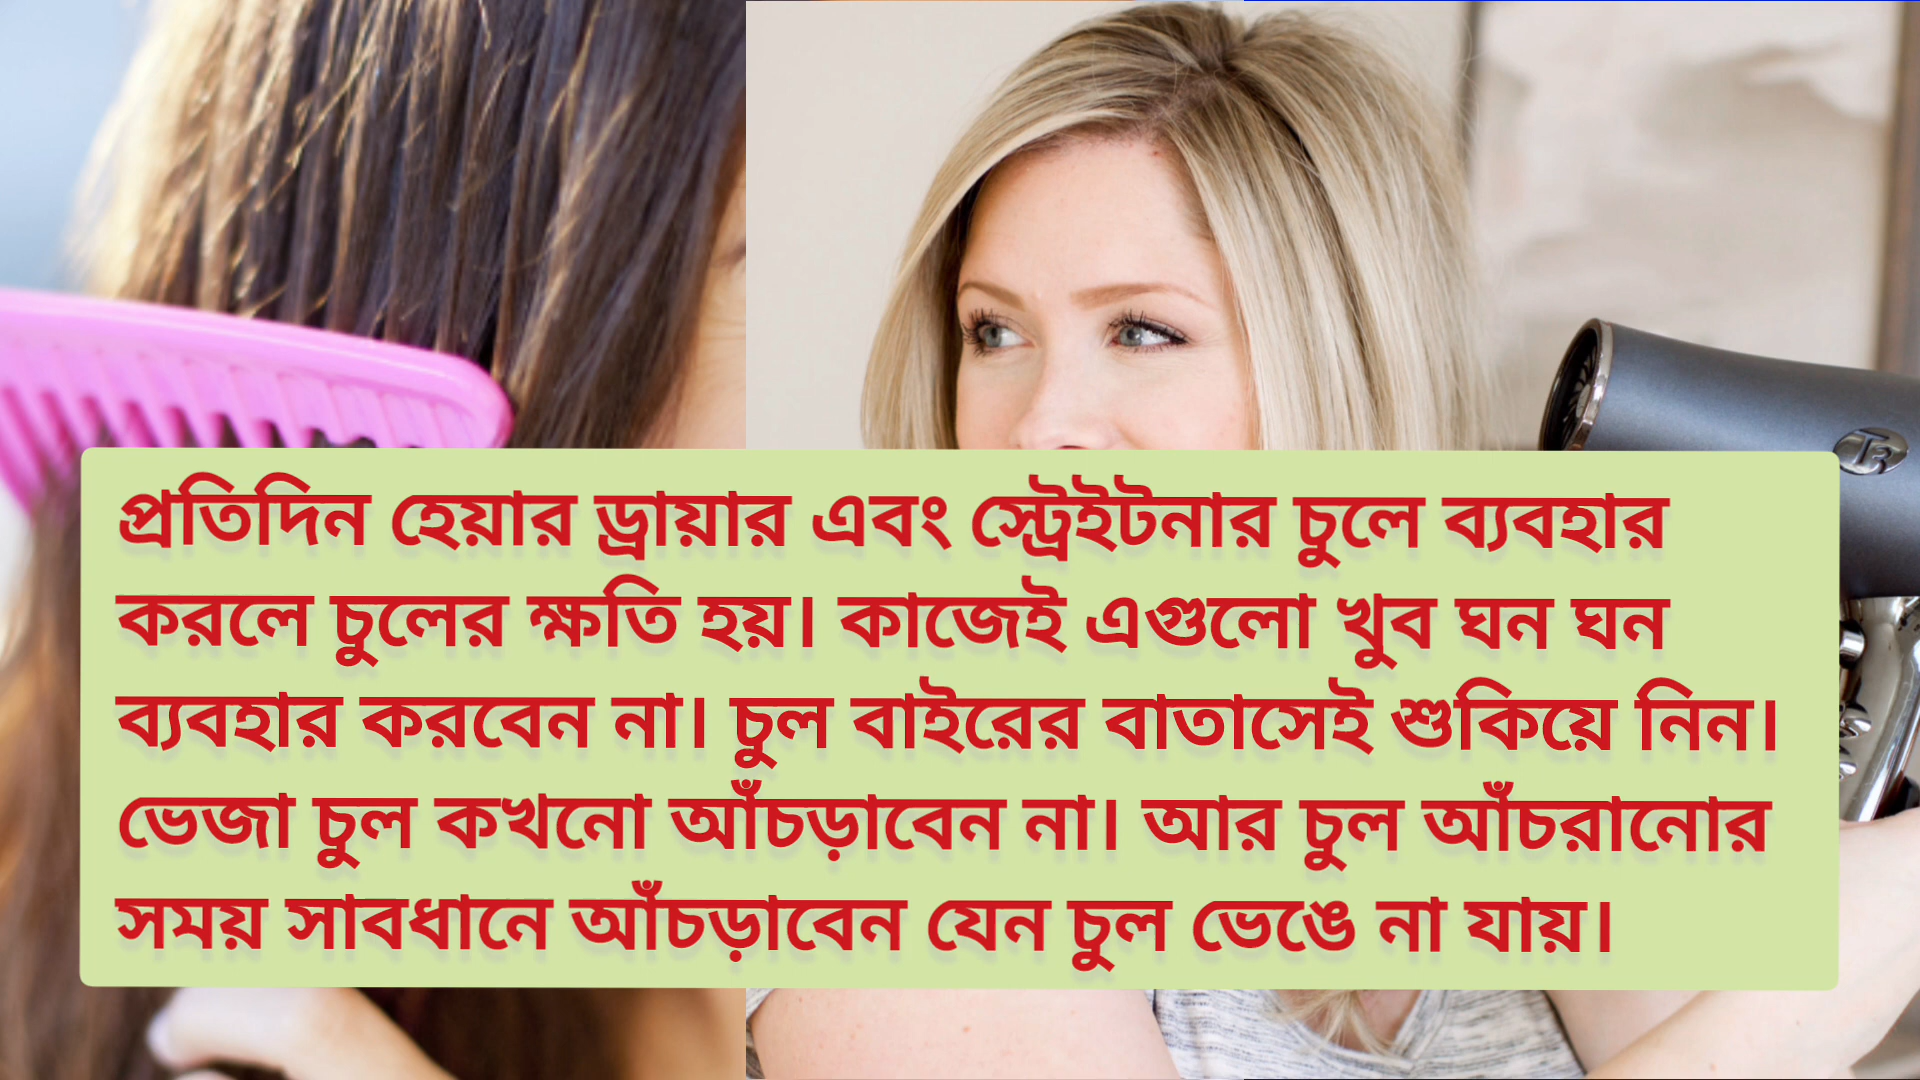 প্রতিদিন হেয়ার ড্রায়ার এবং স্ট্রেইটনার চুলে ব্যবহার
করলে চুলের ক্ষতি হয়। কাজেই এগুলো খুব ঘন ঘন
ব্যবহার করবেন না। চুল বাইরের বাতাসেই শুকিয়ে নিন।
ভেজা চুল কখনো আঁচড়াবেন না। আর চুল আঁচরানোর
সময় সাবধানে আঁচড়াবেন যেন চুল ভেঙে না যায়।